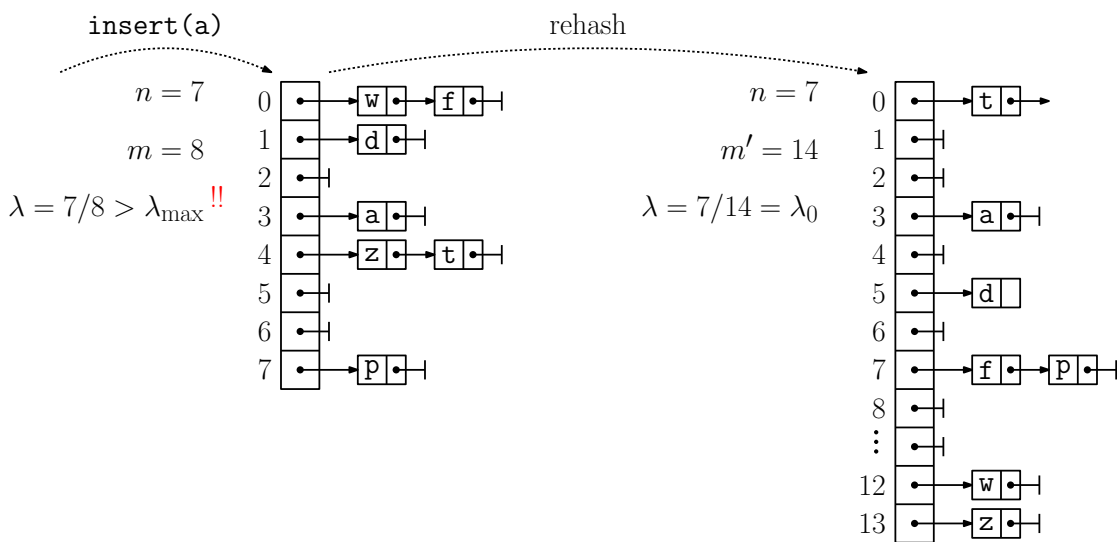 insert(a)
rehash
n = 7
m = 8
λ = 7/8 > λmax !!
0 w f
1 d
2
3 a
4 z t
5
6
7 p
n = 7
m′ = 14
λ = 7/14 = λ0
0 t
1
2
3 a
4
5 d
6
7 f p
8
⋮
12 w
13 z